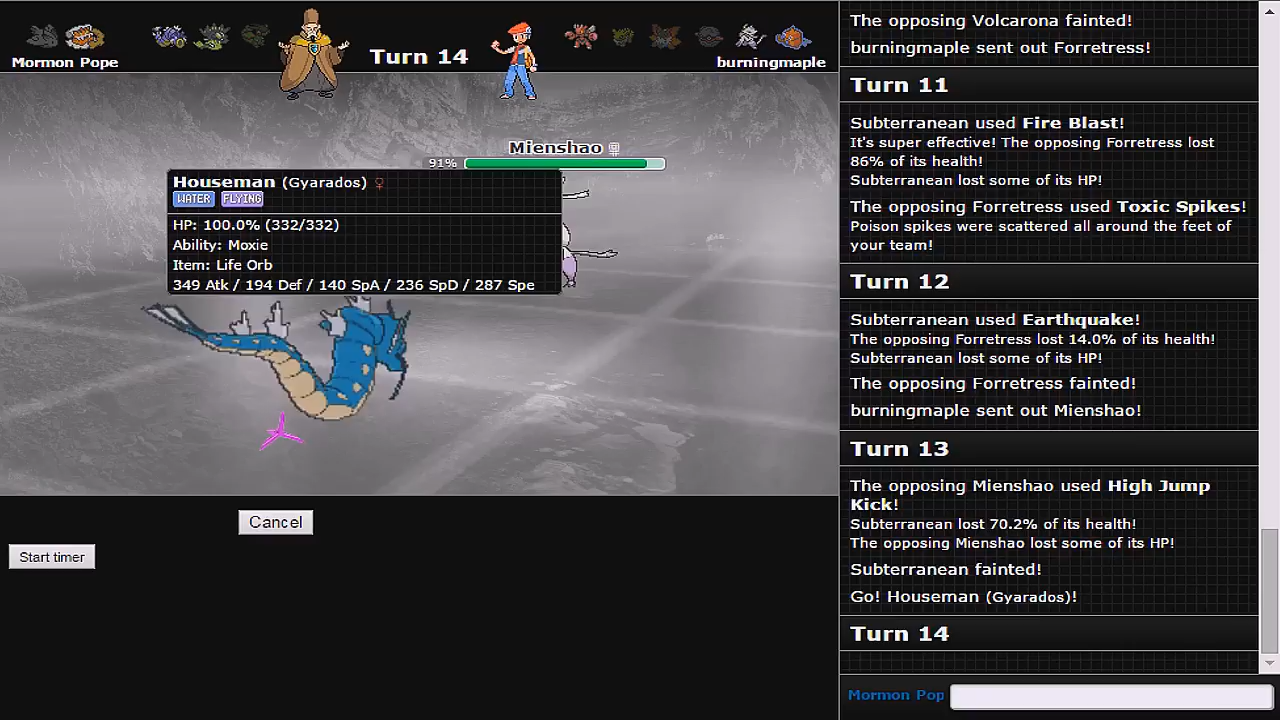 Mormon Pope
Turn 14
burningmaple
Mienshao ♀
91%
Houseman (Gyarados) ♀
WATER FLYING
HP: 100.0% (332/332)
Ability: Moxie
Item: Life Orb
349 Atk / 194 Def / 140 SpA / 236 SpD / 287 Spe
Cancel
Start timer
The opposing Volcarona fainted!
burningmaple sent out Forretress!
Turn 11
Subterranean used Fire Blast!
It's super effective! The opposing Forretress lost
86% of its health!
Subterranean lost some of its HP!
The opposing Forretress used Toxic Spikes!
Poison spikes were scattered all around the feet of
your team!
Turn 12
Subterranean used Earthquake!
The opposing Forretress lost 14.0% of its health!
Subterranean lost some of its HP!
The opposing Forretress fainted!
burningmaple sent out Mienshao!
Turn 13
The opposing Mienshao used High Jump
Kick!
Subterranean lost 70.2% of its health!
The opposing Mienshao lost some of its HP!
Subterranean fainted!
Go! Houseman (Gyarados)!
Turn 14
Mormon Pop